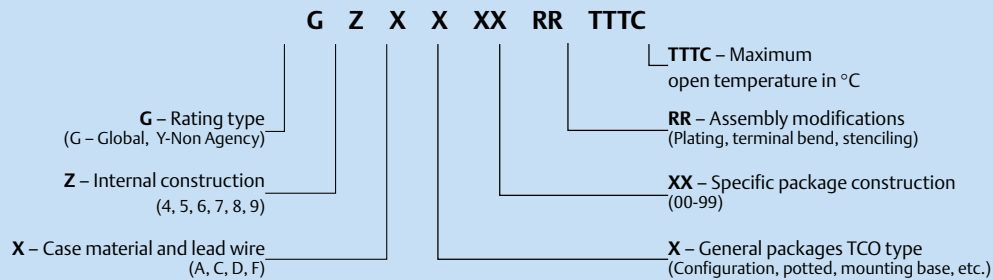 G Z X X XX RR TTTC
TTTC – Maximum
open temperature in °C
G – Rating type
(G – Global, Y-Non Agency)
RR – Assembly modifications
(Plating, terminal bend, stenciling)
Z – Internal construction
(4, 5, 6, 7, 8, 9)
XX – Specific package construction
(00-99)
X – Case material and lead wire
(A, C, D, F)
X – General packages TCO type
(Configuration, potted, mounting base, etc.)